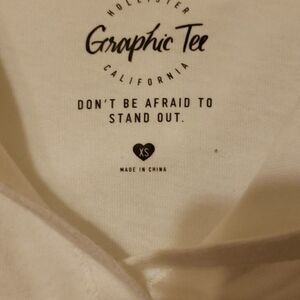 HOLLISTER
Graphic Tee
CALIFORNIA
DON'T BE AFRAID TO
STAND OUT.
XS
MADE IN CHINA